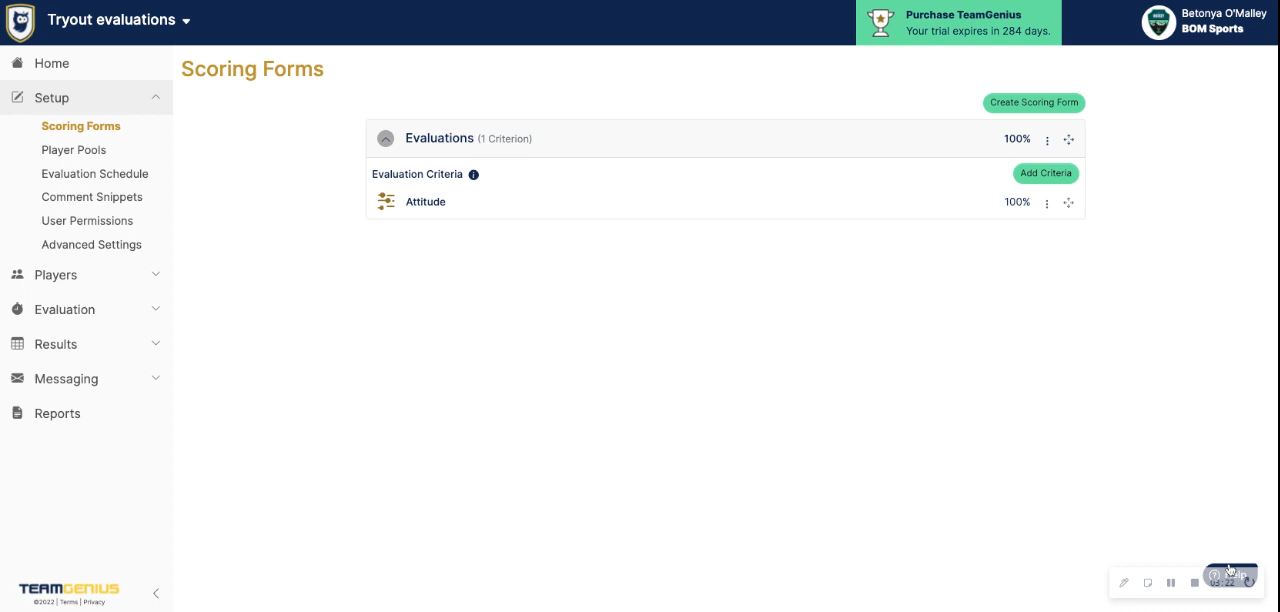 Tryout evaluations
Purchase TeamGenius
Your trial expires in 284 days.
Betonya O'Malley
BOM Sports
Home
Setup
Scoring Forms
Player Pools
Evaluation Schedule
Comment Snippets
User Permissions
Advanced Settings
Players
Evaluation
Results
Messaging
Reports
TEAMGENIUS
©2022 | Terms | Privacy
Scoring Forms
Create Scoring Form
Evaluations (1 Criterion) 100%
Evaluation Criteria Add Criteria
Attitude 100%
03:22